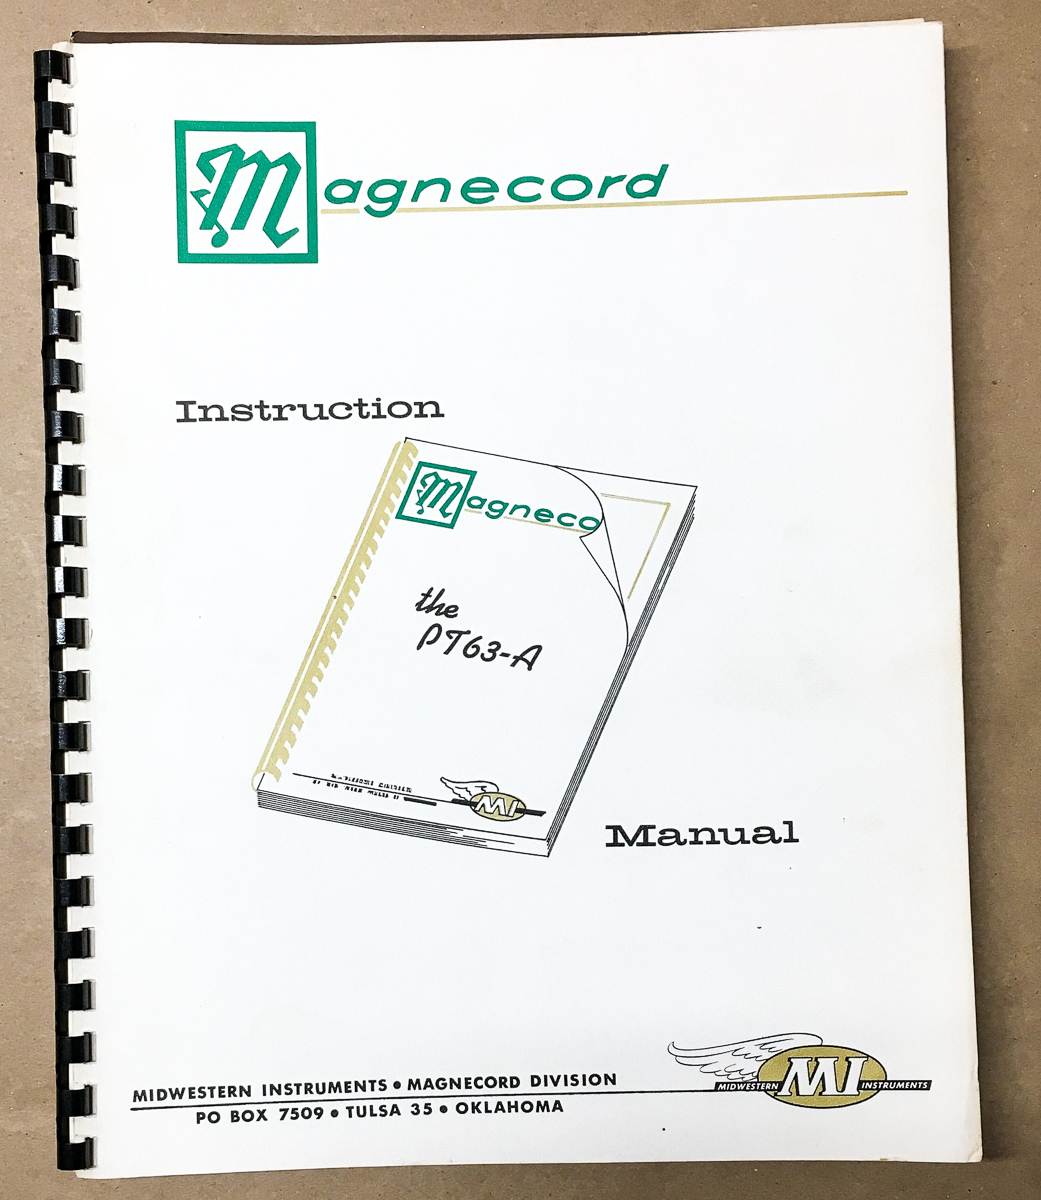 Magnecord
Instruction
Magneco
the
PT63-A
MI
Manual
MIDWESTERN INSTRUMENTS • MAGNECORD DIVISION
PO BOX 7509 • TULSA 35 • OKLAHOMA
MIDWESTERN MI INSTRUMENTS